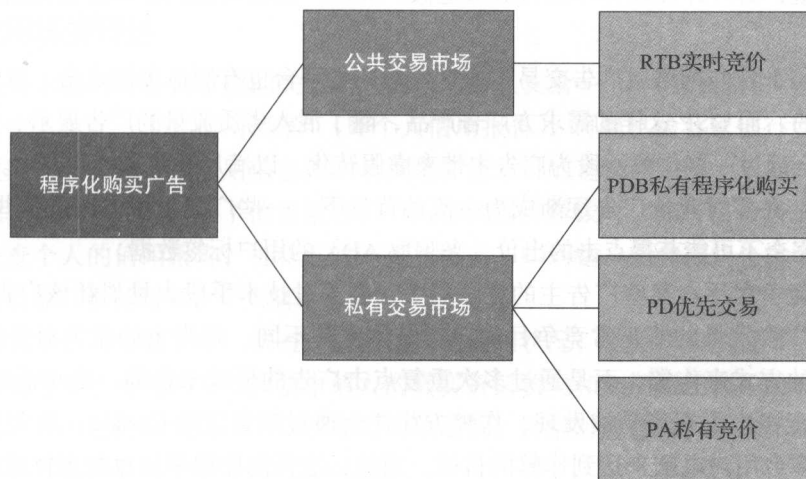 公共交易市场
RTB实时竞价
程序化购买广告
PDB私有程序化购买
私有交易市场
PD优先交易
PA私有竞价